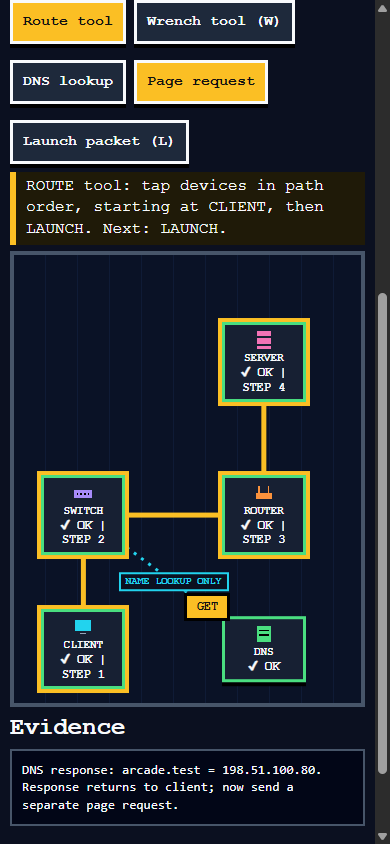 Route tool
Wrench tool (W)
DNS lookup
Page request
Launch packet (L)
ROUTE tool: tap devices in path
order, starting at CLIENT, then
LAUNCH. Next: LAUNCH.
SERVER
✓ OK |
STEP 4
SWITCH
✓ OK |
STEP 2
ROUTER
✓ OK |
STEP 3
NAME LOOKUP ONLY
GET
CLIENT
✓ OK |
STEP 1
DNS
✓ OK
Evidence
DNS response: arcade.test = 198.51.100.80.
Response returns to client; now send a
separate page request.